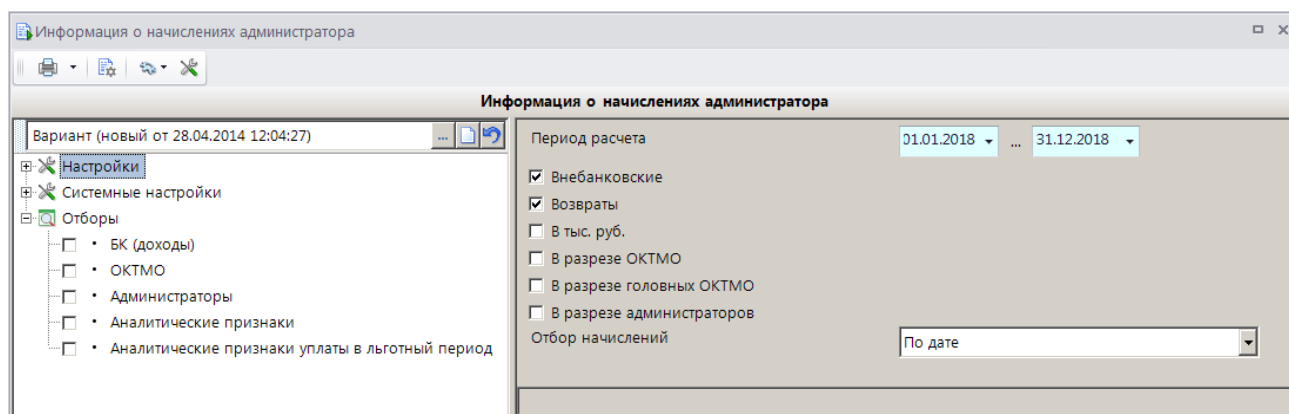 Информация о начислениях администратора
Информация о начислениях администратора
Вариант (новый от 28.04.2014 12:04:27) ...
Настройки
Системные настройки
Отборы
• БК (доходы)
• ОКТМО
• Администраторы
• Аналитические признаки
• Аналитические признаки уплаты в льготный период
Период расчета 01.01.2018 ... 31.12.2018
Внебанковские
Возвраты
В тыс. руб.
В разрезе ОКТМО
В разрезе головных ОКТМО
В разрезе администраторов
Отбор начислений По дате